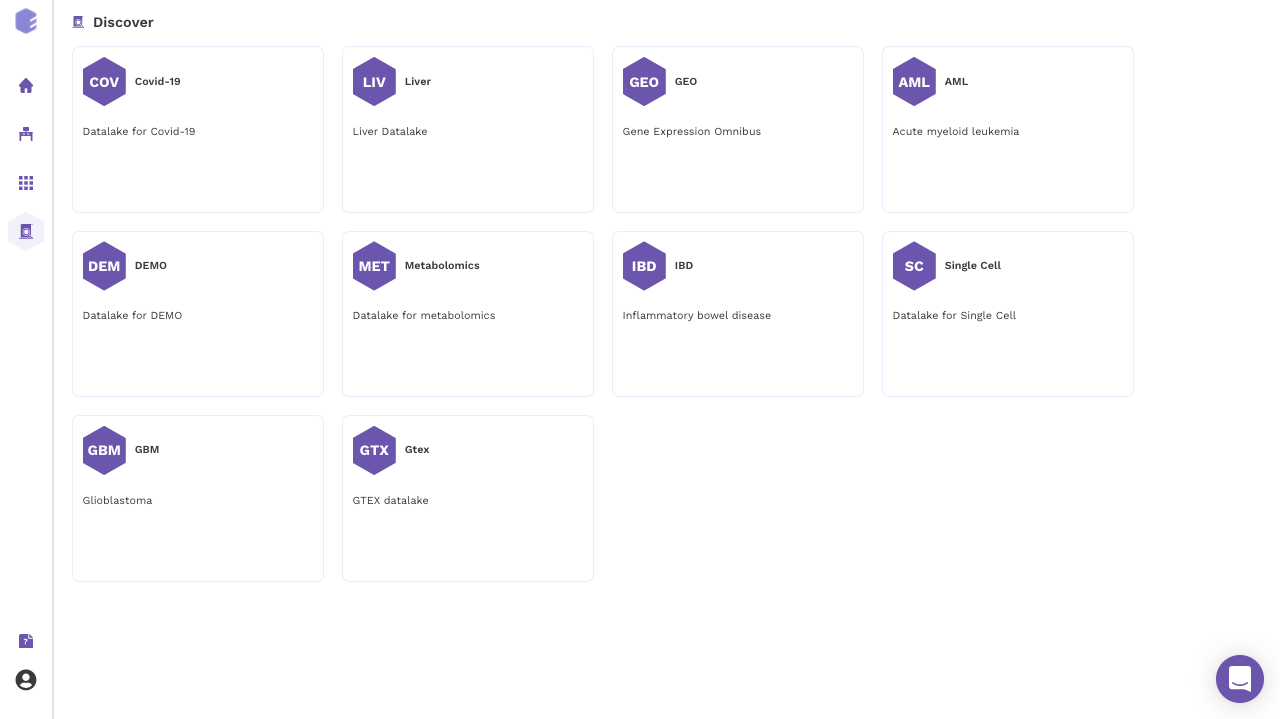 Discover
COV Covid-19
Datalake for Covid-19
LIV Liver
Liver Datalake
GEO GEO
Gene Expression Omnibus
AML AML
Acute myeloid leukemia
DEM DEMO
Datalake for DEMO
MET Metabolomics
Datalake for metabolomics
IBD IBD
Inflammatory bowel disease
SC Single Cell
Datalake for Single Cell
GBM GBM
Glioblastoma
GTX Gtex
GTEX datalake
?